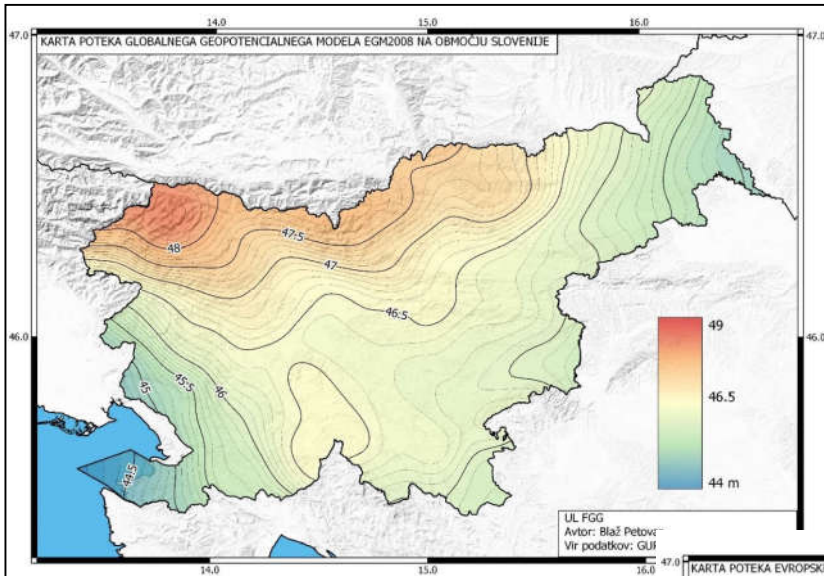 14.0 15.0 16.0
47.0 47.0
KARTA POTEKA GLOBALNEGA GEOPOTENCIALNEGA MODELA EGM2008 NA OBMOČJU SLOVENIJE
48
47.5
47
46.5
46.0 46.0
45
45.5
46
44.5
49
46.5
44 m
UL FGG
Avtor: Blaž
Vir podatkov:
14.0 15.0 16.0
47.0
KARTA POTEKA